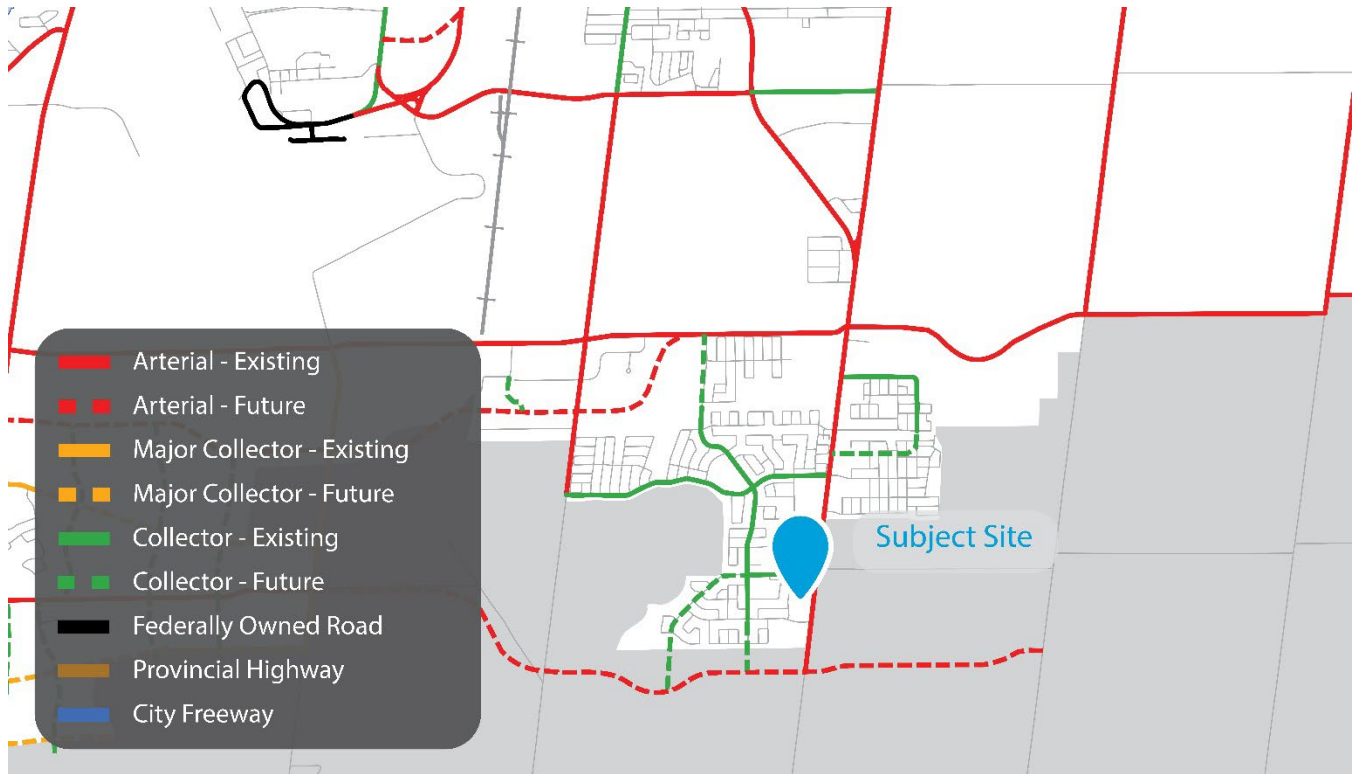 Arterial - Existing
Arterial - Future
Major Collector - Existing
Major Collector - Future
Collector - Existing
Collector - Future
Federally Owned Road
Provincial Highway
City Freeway
Subject Site